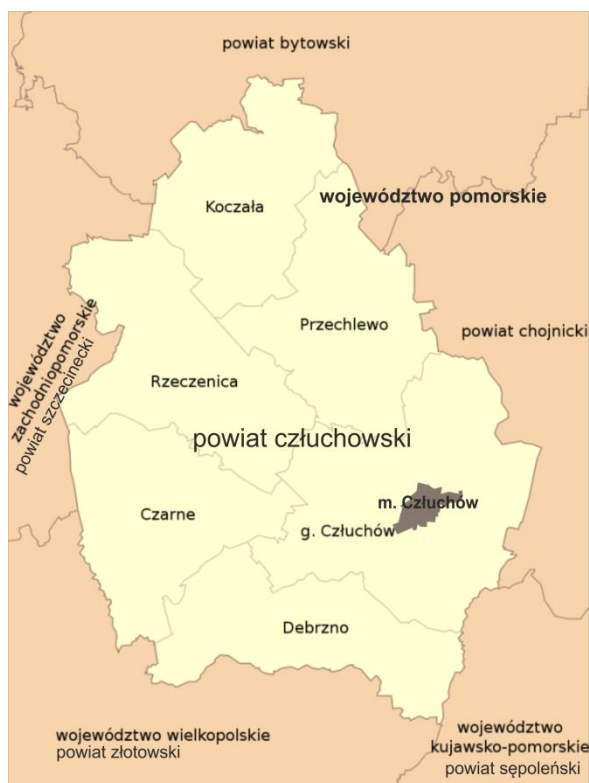 powiat bytowski
Koczała
województwo pomorskie
Przechlewo
powiat chojnicki
województwo
zachodniopomorskie
powiat szczecinecki
Rzeczenica
powiat człuchowski
m. Człuchów
Czarne
g. Człuchów
Debrzno
województwo wielkopolskie
powiat złotowski
województwo
kujawsko-pomorskie
powiat sępoleński